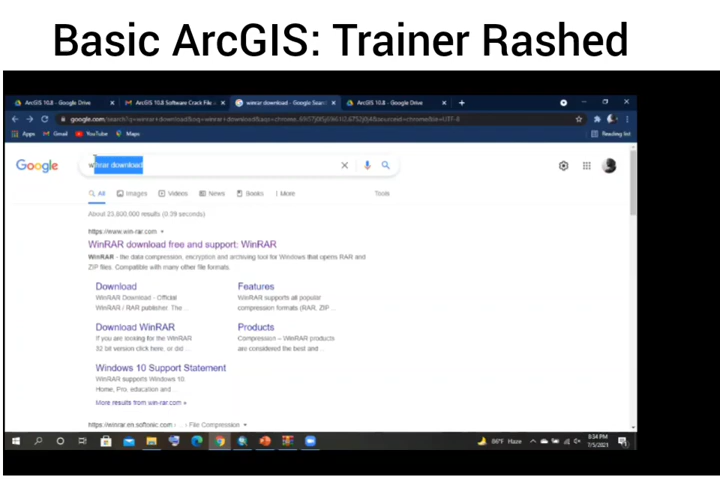 Basic ArcGIS: Trainer Rashed
ArcGIS 10.8 - Google Drive
ArcGIS 10.8 Software Crack File
winrar download - Google Sear
ArcGIS 10.8 - Google Drive
Apps Gmail YouTube Maps Reading list
Google
winrar download
All Images Videos News Books More Tools
About 23,800,000 results (0.39 seconds)
https://www.win-rar.com
WinRAR download free and support: WinRAR
WinRAR - the data compression, encryption and archiving tool for Windows that opens RAR and
ZIP files. Compatible with many other file formats.
Download
WinRAR Download - Official
WinRAR / RAR publisher. The ...
Features
WinRAR supports all popular
compression formats (RAR, ZIP ...
Download WinRAR
If you are looking for the WinRAR
32 bit version click here, or did ...
Products
Compression – WinRAR products
are considered the best and ...
Windows 10 Support Statement
WinRAR supports Windows 10
Home, Pro, education and ...
More results from win-rar.com »
https://winrar.en.softonic.com › ... › File Compression
86°F Haze
9:34 PM
7/5/2021